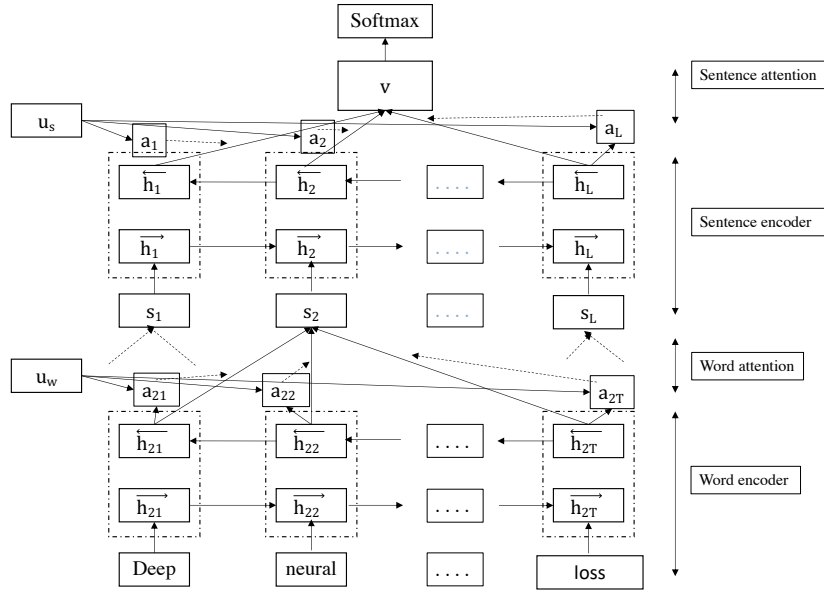 Softmax
v
Sentence attention
u_s
a_1
a_2
a_L
←h_1
←h_2
....
←h_L
Sentence encoder
→h_1
→h_2
....
→h_L
s_1
s_2
....
s_L
Word attention
u_w
a_21
a_22
a_2T
←h_21
←h_22
....
←h_2T
Word encoder
→h_21
→h_22
....
→h_2T
Deep
neural
....
loss